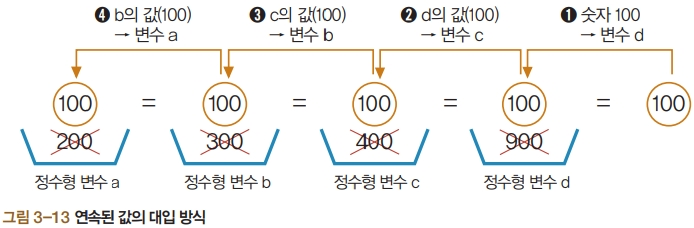 ❹ b의 값(100) ❸ c의 값(100) ❷ d의 값(100) ❶ 숫자 100
→ 변수 a → 변수 b → 변수 c → 변수 d
100 = 100 = 100 = 100 = 100
200 300 400 900
정수형 변수 a 정수형 변수 b 정수형 변수 c 정수형 변수 d
그림 3-13 연속된 값의 대입 방식